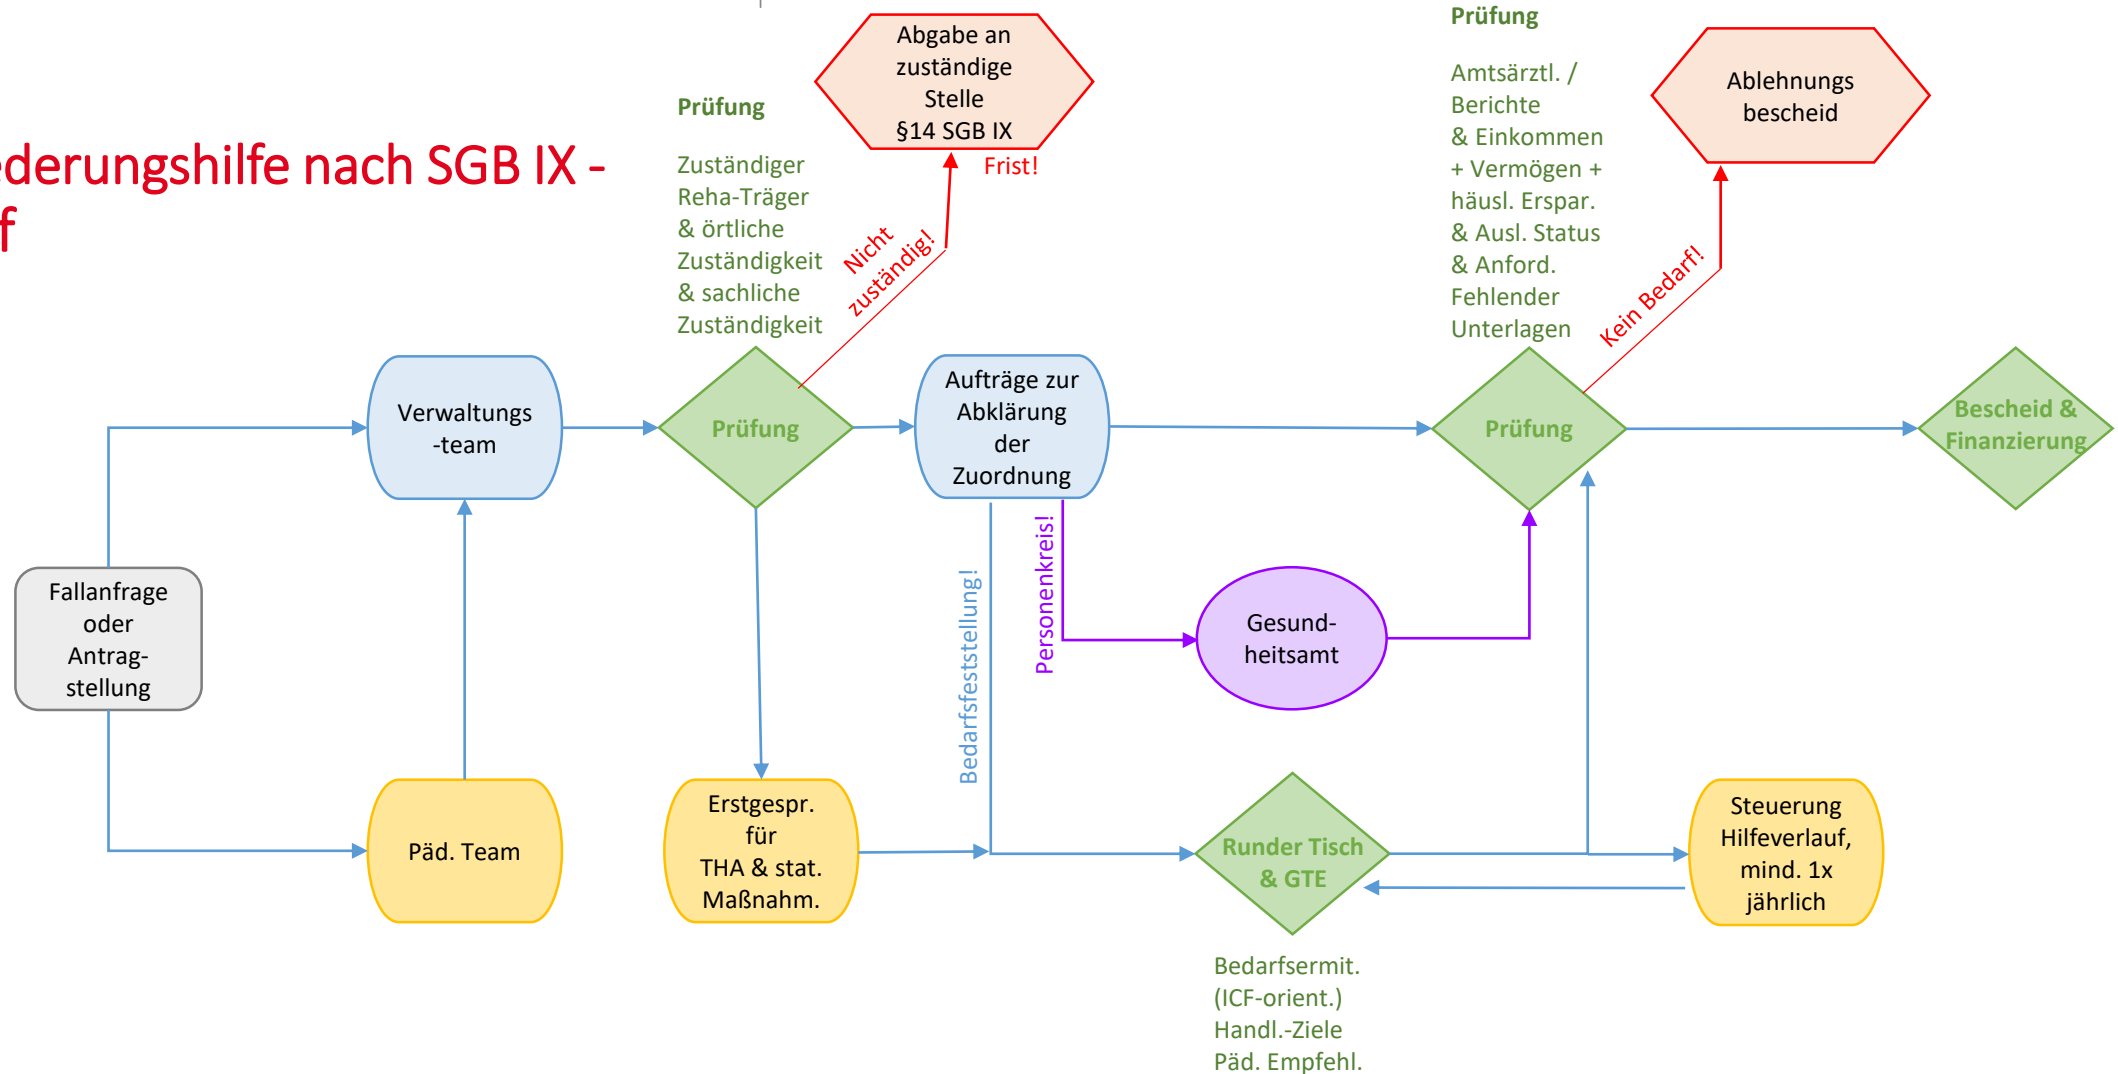 ederungshilfe nach SGB IX -
f
Prüfung
Zuständiger
Reha-Träger
& örtliche
Zuständigkeit
& sachliche
Zuständigkeit
Abgabe an
zuständige
Stelle
§14 SGB IX
Frist!
Nicht
zuständig!
Prüfung
Amtsärztl. /
Berichte
& Einkommen
+ Vermögen +
häusl. Erspar.
& Ausl. Status
& Anford.
Fehlender
Unterlagen
Ablehnungs
bescheid
Kein Bedarf!
Verwaltungs
-team
Prüfung
Aufträge zur
Abklärung
der
Zuordnung
Prüfung
Bescheid &
Finanzierung
Fallanfrage
oder
Antrag-
stellung
Bedarfsfeststellung!
Personenkreis!
Gesund-
heitsamt
Päd. Team
Erstgespr.
für
THA & stat.
Maßnahm.
Runder Tisch
& GTE
Steuerung
Hilfeverlauf,
mind. 1x
jährlich
Bedarfsermit.
(ICF-orient.)
Handl.-Ziele
Päd. Empfehl.